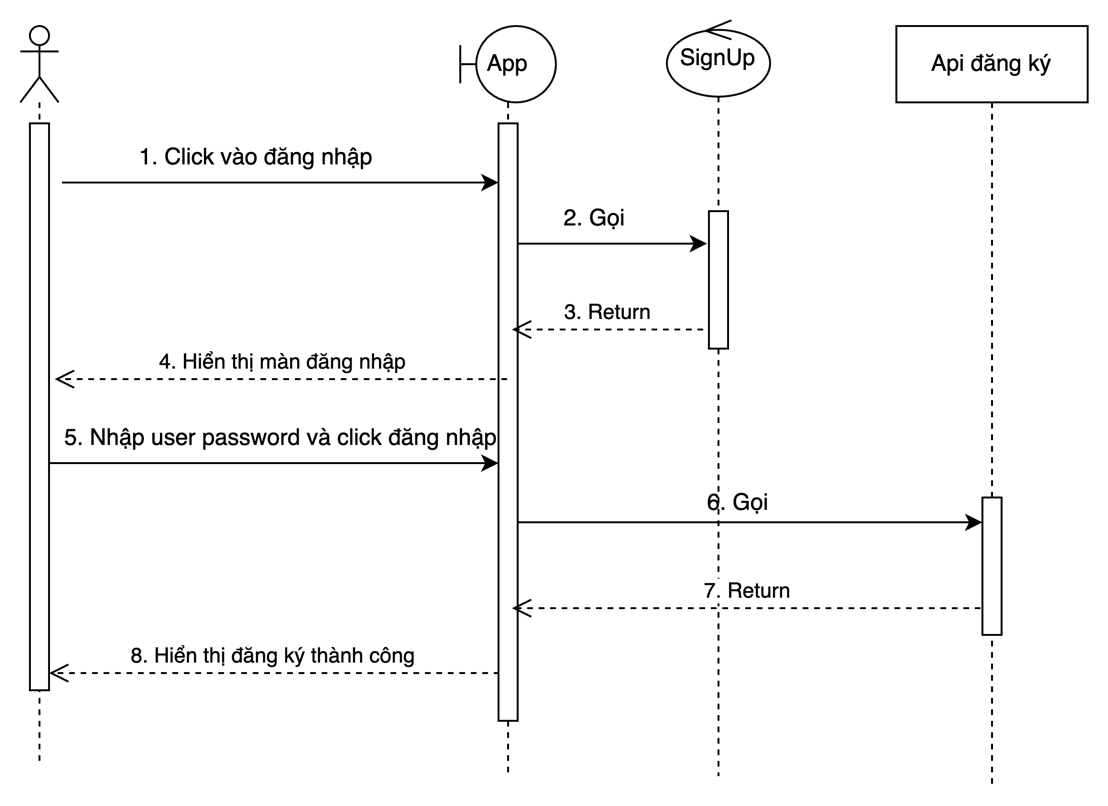 App
SignUp
Api đăng ký
1. Click vào đăng nhập
2. Gọi
3. Return
4. Hiển thị màn đăng nhập
5. Nhập user password và click đăng nhập
6. Gọi
7. Return
8. Hiển thị đăng ký thành công